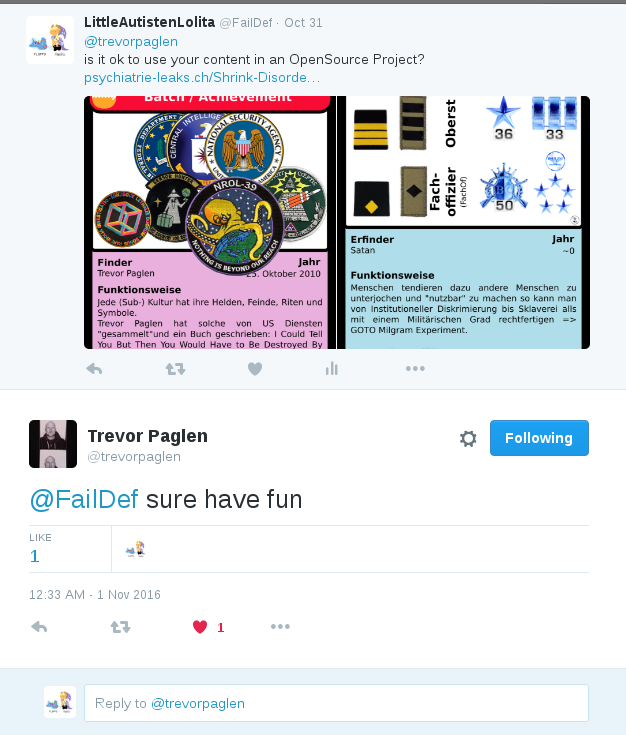 LittleAutistenLolita @FailDef · Oct 31
@trevorpaglen
is it ok to use your content in an OpenSource Project?
psychiatrie-leaks.ch/Shrink-Disorde…
Batch / Achievement
CENTRAL INTELLIGE
NATIONAL SECURITY AGENCY
NROL-39
NOTHING IS BEYOND OUR REACH
Finder Jahr
Trevor Paglen 25. Oktober 2010
Funktionsweise
Jede (Sub-) Kultur hat ihre Helden, Feinde, Riten und
Symbole.
Trevor Paglen hat solche von US Diensten
"gesammelt"und ein Buch geschrieben: I Could Tell
You But Then You Would Have to Be Destroyed By
Oberst
36
33
Fach-
offizier
(FachOf)
50
Erfinder Jahr
Satan ~0
Funktionsweise
Menschen tendieren dazu andere Menschen zu
unterjochen und "nutzbar" zu machen so kann man
von Institutioneller Diskrimierung bis Sklaverei alls
mit einem Militärischen Grad rechtfertigen =>
GOTO Milgram Experiment.
Trevor Paglen
@trevorpaglen
Following
@FailDef sure have fun
LIKE
1
12:33 AM - 1 Nov 2016
1
Reply to @trevorpaglen